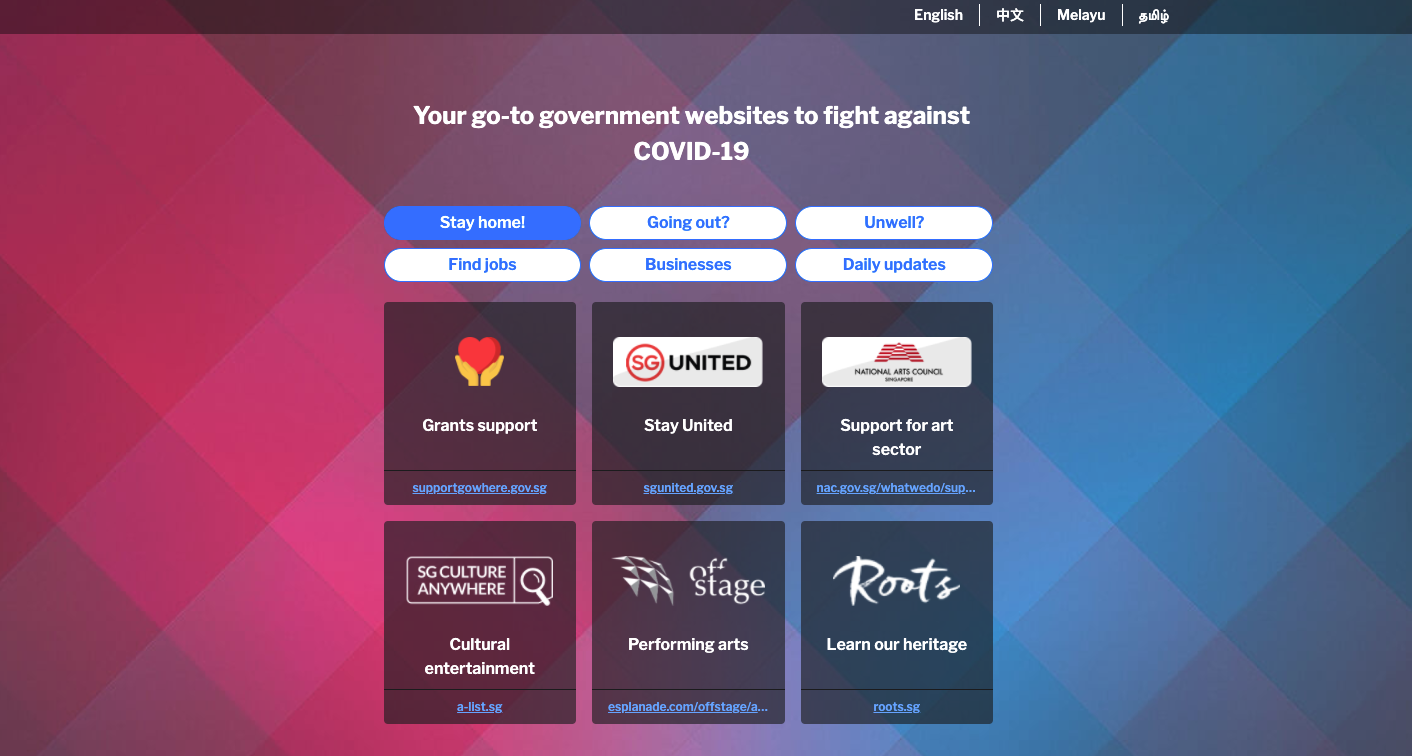 English
中文
Melayu
தமிழ்
Your go-to government websites to fight against
COVID-19
Stay home!
Going out?
Unwell?
Find jobs
Businesses
Daily updates
SG UNITED
NATIONAL ARTS COUNCIL
SINGAPORE
Grants support
Stay United
Support for art
sector
supportgowhere.gov.sg
sgunited.gov.sg
nac.gov.sg/whatwedo/sup...
SG CULTURE
ANYWHERE
off
stage
Roots
Cultural
entertainment
Performing arts
Learn our heritage
a-list.sg
esplanade.com/offstage/a...
roots.sg